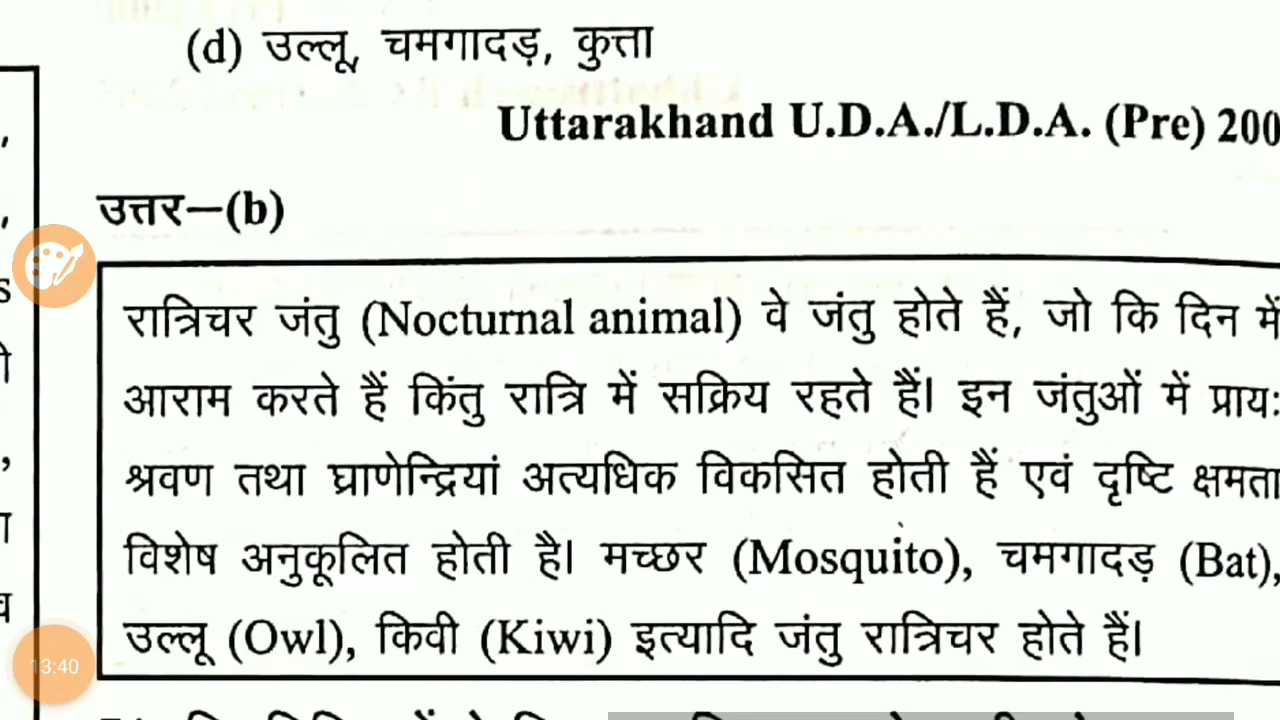 (d) उल्लू, चमगादड़, कुत्ता
Uttarakhand U.D.A./L.D.A. (Pre) 200
उत्तर—(b)
रात्रिचर जंतु (Nocturnal animal) वे जंतु होते हैं, जो कि दिन में
आराम करते हैं किंतु रात्रि में सक्रिय रहते हैं। इन जंतुओं में प्रायः
श्रवण तथा घ्राणेन्द्रियां अत्यधिक विकसित होती हैं एवं दृष्टि क्षमता
विशेष अनुकूलित होती है। मच्छर (Mosquito), चमगादड़ (Bat),
उल्लू (Owl), किवी (Kiwi) इत्यादि जंतु रात्रिचर होते हैं।
13:40